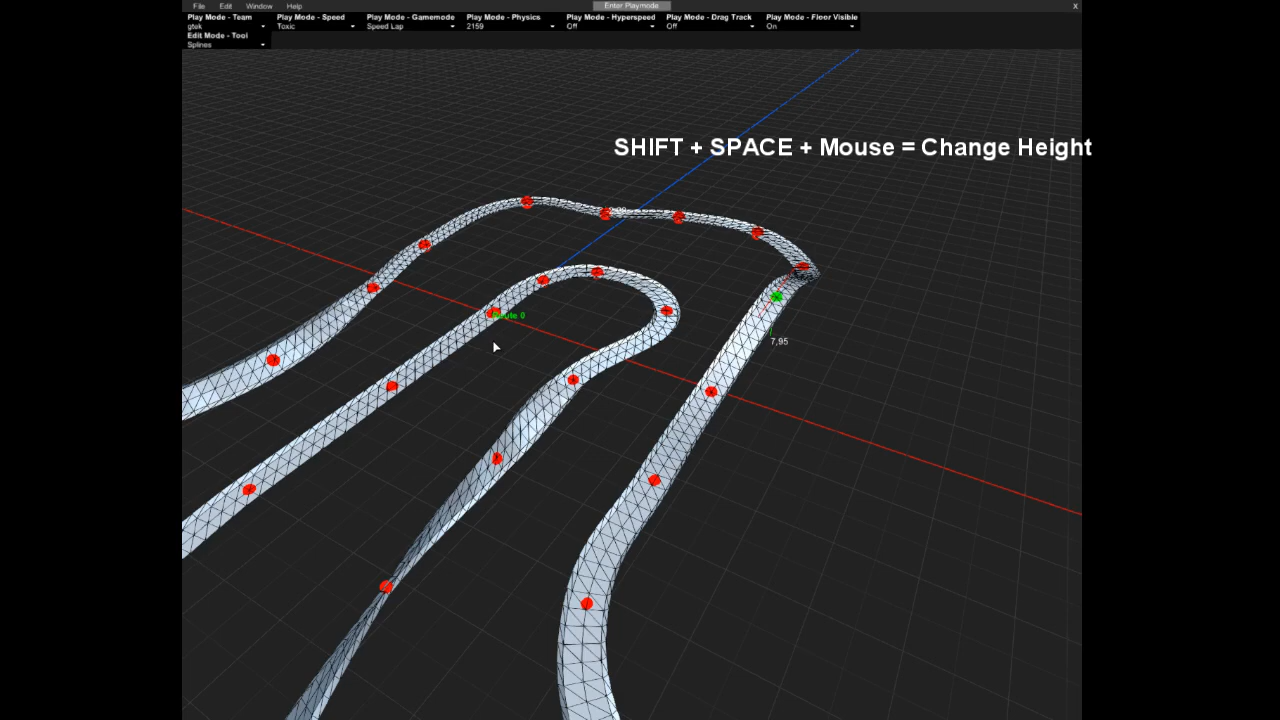 File Edit Window Help Enter Playmode X
Play Mode - Team Play Mode - Speed Play Mode - Gamemode Play Mode - Physics Play Mode - Hyperspeed Play Mode - Drag Track Play Mode - Floor Visible
gtek Toxic Speed Lap 2159 Off Off On
Edit Mode - Tool
Splines
SHIFT + SPACE + Mouse = Change Height
Route 0
7,95